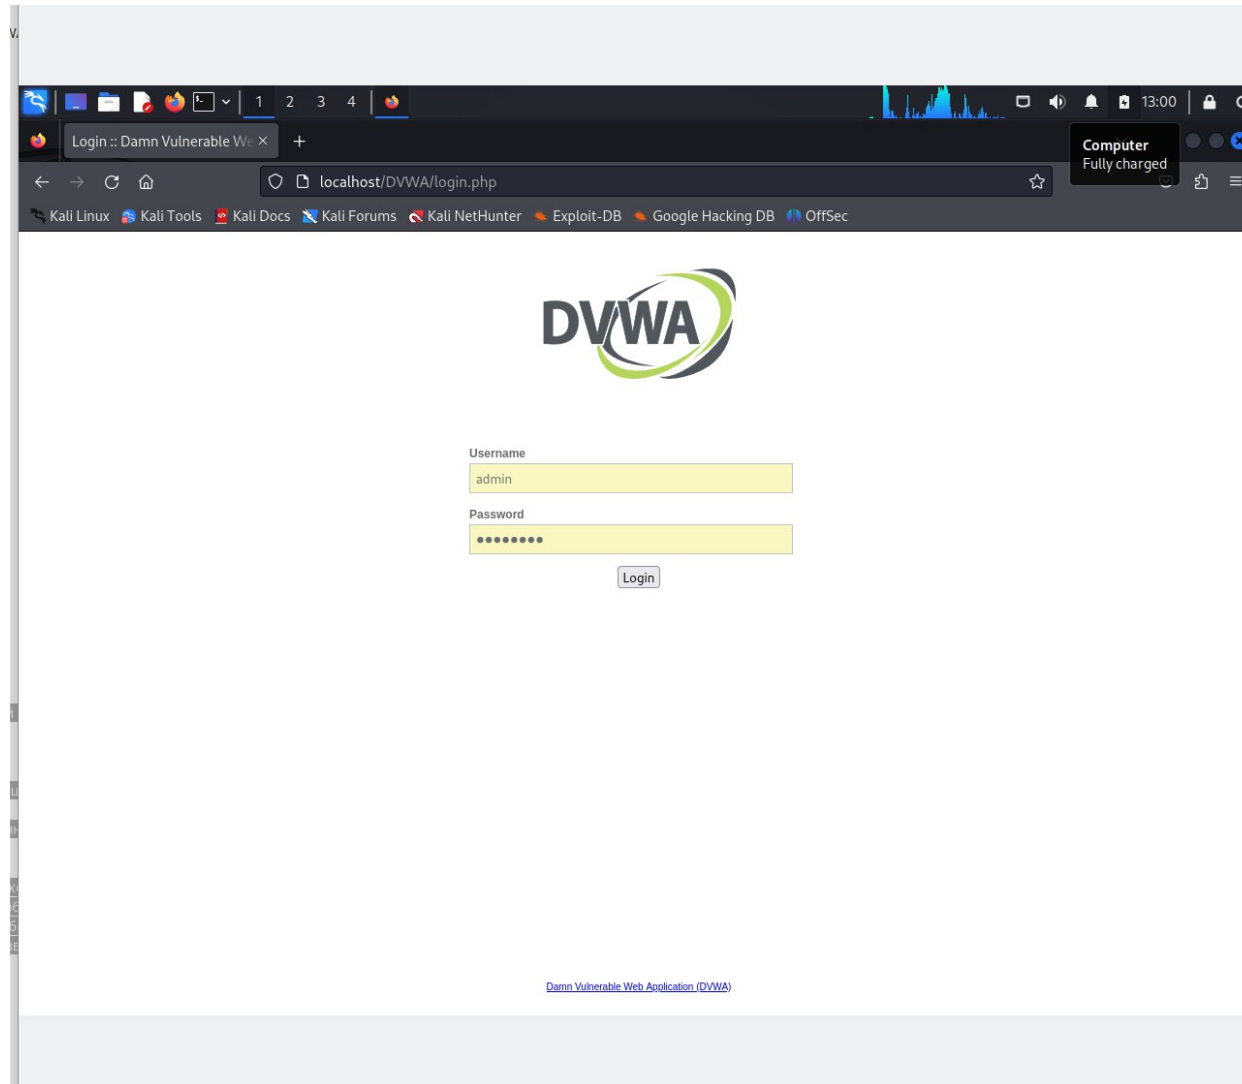 1 2 3 4
13:00
Login :: Damn Vulnerable We
Computer
Fully charged
localhost/DVWA/login.php
Kali Linux Kali Tools Kali Docs Kali Forums Kali NetHunter Exploit-DB Google Hacking DB OffSec
DVWA
Username
admin
Password
Login
Damn Vulnerable Web Application (DVWA)